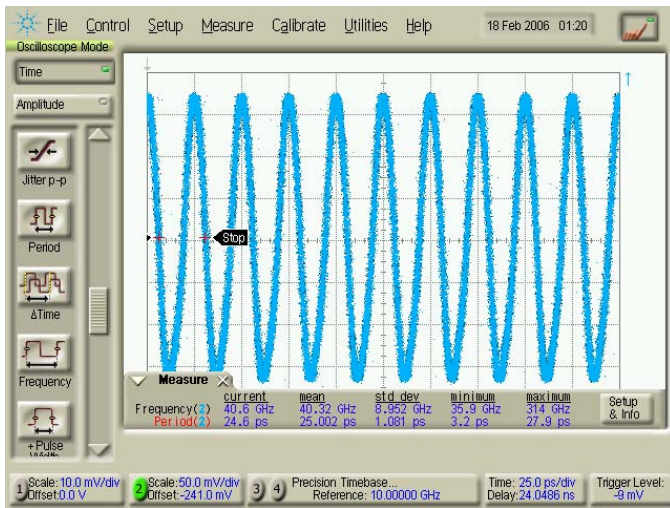 File Control Setup Measure Calibrate Utilities Help 18 Feb 2006 01:20
Oscilloscope Mode
Time
Amplitude
Jitter p-p
Period
ΔTime
Frequency
+ Pulse
Width
Stop
Measure
current mean std dev minimum maximum
Frequency(2) 40.6 GHz 40.32 GHz 8.952 GHz 35.9 GHz 314 GHz
Period(2) 24.6 ps 25.002 ps 1.081 ps 3.2 ps 27.9 ps
Setup
& Info
1 Scale:10.0 mV/div
Offset:0.0 V
2 Scale:50.0 mV/div
Offset:-241.0 mV
3 4
Precision Timebase...
Reference: 10.00000 GHz
Time: 25.0 ps/div
Delay:24.0486 ns
Trigger Level:
-9 mV